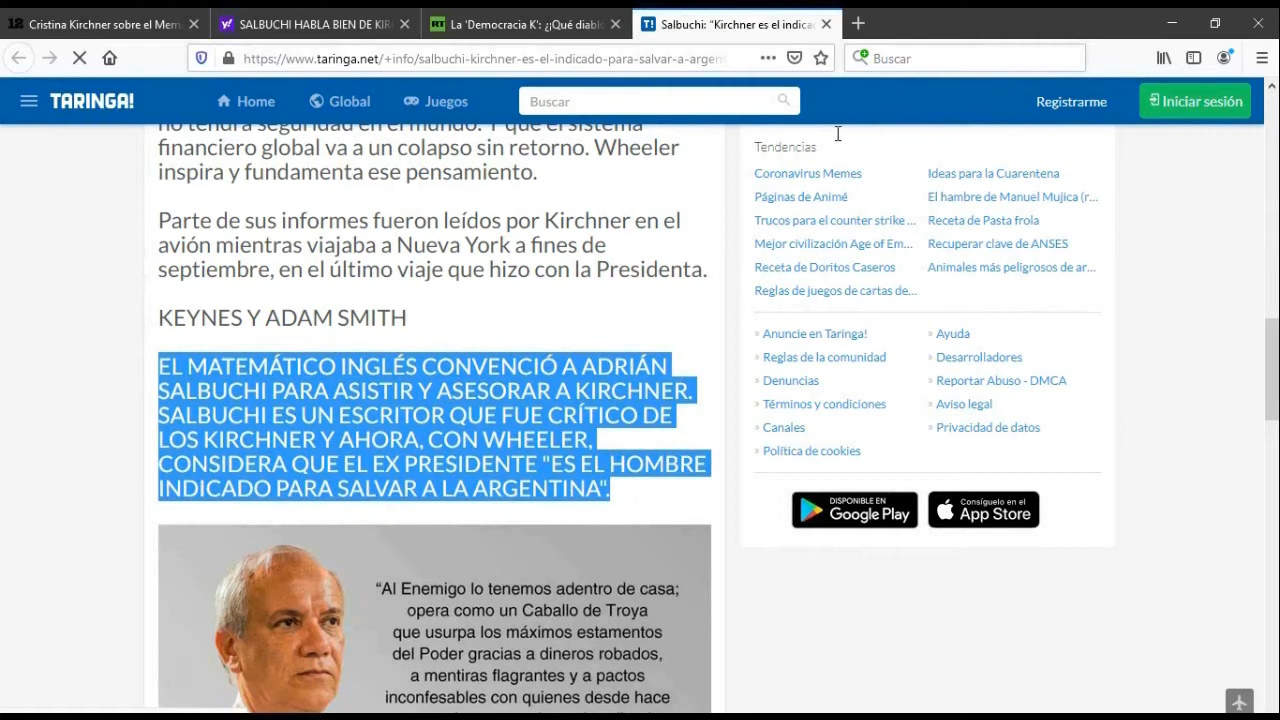 Cristina Kirchner sobre el Mem
SALBUCHI HABLA BIEN DE KIR
La 'Democracia K': ¡¿Qué diabl
Salbuchi: "Kirchner es el indica
https://www.taringa.net/+info/salbuchi-kirchner-es-el-indicado-para-salvar-a-argen
Buscar
TARINGA!
Home
Global
Juegos
Buscar
Registrarme
Iniciar sesión
no tendrá seguridad en el mundo. Y que el sistema
financiero global va a un colapso sin retorno. Wheeler
inspira y fundamenta ese pensamiento.
Parte de sus informes fueron leídos por Kirchner en el
avión mientras viajaba a Nueva York a fines de
septiembre, en el último viaje que hizo con la Presidenta.
KEYNES Y ADAM SMITH
EL MATEMÁTICO INGLÉS CONVENCIÓ A ADRIÁN
SALBUCHI PARA ASISTIR Y ASESORAR A KIRCHNER.
SALBUCHI ES UN ESCRITOR QUE FUE CRÍTICO DE
LOS KIRCHNER Y AHORA, CON WHEELER,
CONSIDERA QUE EL EX PRESIDENTE "ES EL HOMBRE
INDICADO PARA SALVAR A LA ARGENTINA".
“Al Enemigo lo tenemos adentro de casa;
opera como un Caballo de Troya
que usurpa los máximos estamentos
del Poder gracias a dineros robados,
a mentiras flagrantes y a pactos
inconfesables con quienes desde hace
Tendencias
Coronavirus Memes
Ideas para la Cuarentena
Páginas de Animé
El hambre de Manuel Mujica (r...
Trucos para el counter strike ...
Receta de Pasta frola
Mejor civilización Age of Em...
Recuperar clave de ANSES
Receta de Doritos Caseros
Animales más peligrosos de ar...
Reglas de juegos de cartas de...
» Anuncie en Taringa!
» Ayuda
» Reglas de la comunidad
» Desarrolladores
» Denuncias
» Reportar Abuso - DMCA
» Términos y condiciones
» Aviso legal
» Canales
» Privacidad de datos
» Política de cookies
DISPONIBLE EN
Google Play
Consíguelo en el
App Store